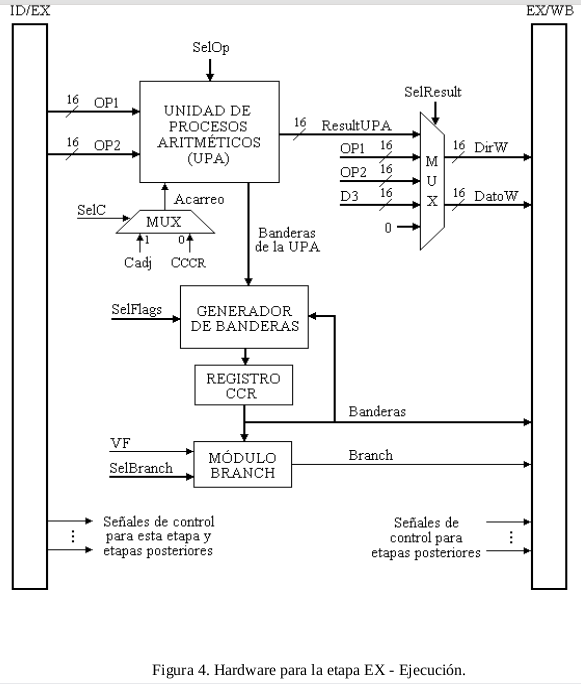 ID/EX
EX/WB
SelOp
SelResult
16 OP1
16 OP2
UNIDAD DE
PROCESOS
ARITMÉTICOS
(UPA)
16 ResultUPA
OP1 16
OP2 16
D3 16
0
M
U
X
16 DirW
16 DatoW
Acarreo
SelC
MUX
1 0
Cadj CCCR
Banderas
de la UPA
SelFlags
GENERADOR
DE BANDERAS
REGISTRO
CCR
Banderas
VF
SelBranch
MÓDULO
BRANCH
Branch
Señales de control
para esta etapa y
etapas posteriores
Señales de
control para
etapas posteriores
Figura 4. Hardware para la etapa EX - Ejecución.